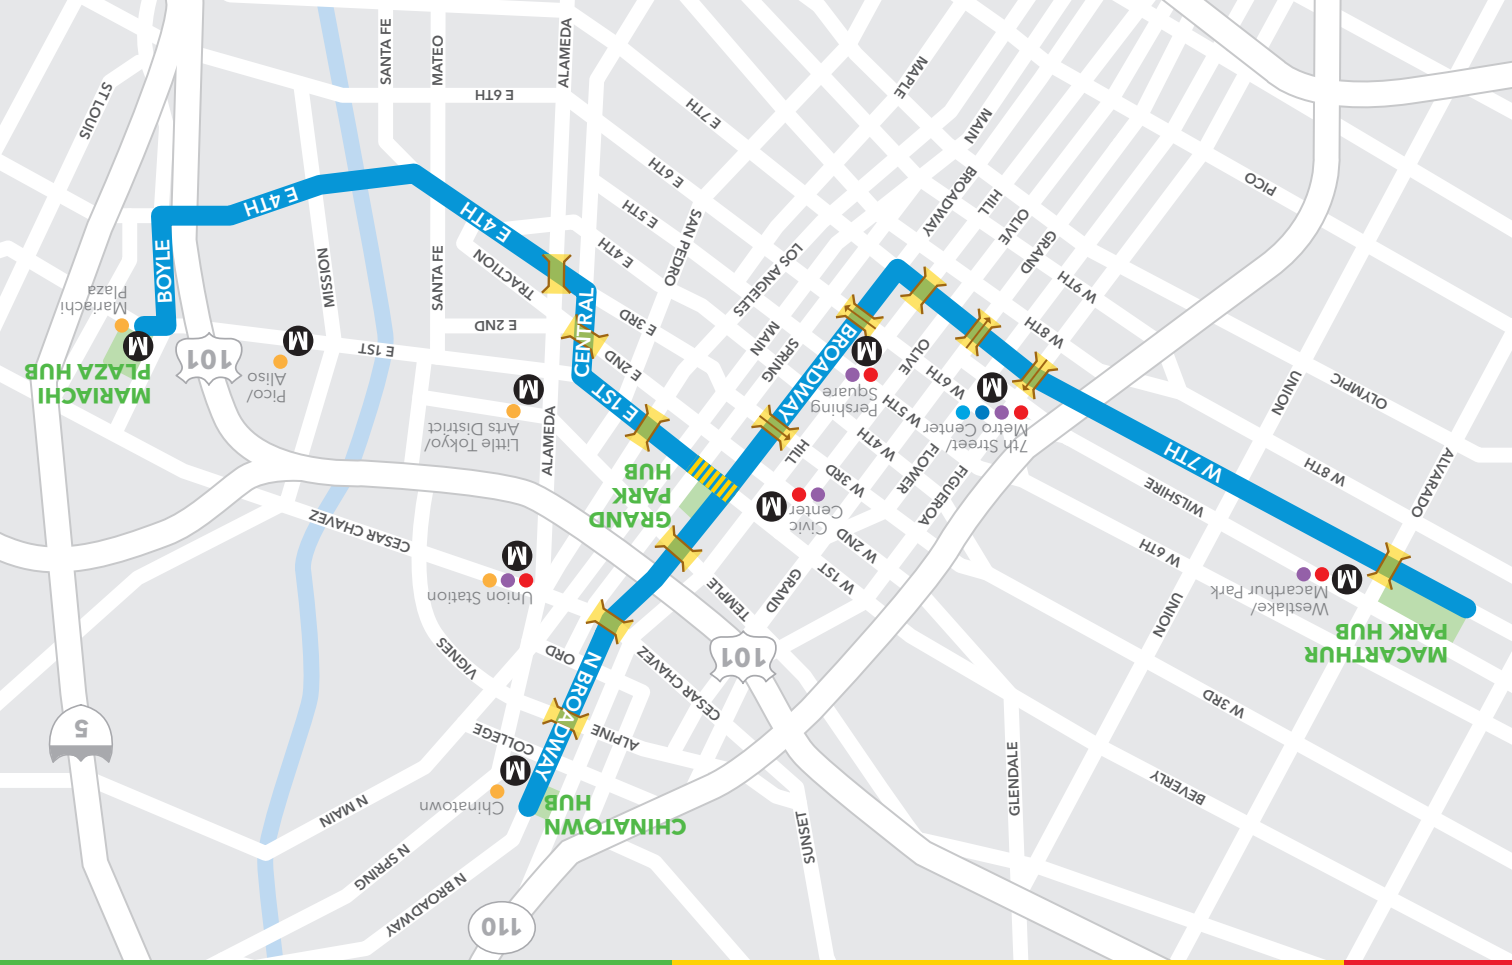 CHINATOWN
HUB
MACARTHUR
PARK HUB
GRAND
PARK
HUB
MARIACHI
PLAZA HUB
Chinatown
Union Station
Westlake/
Macarthur Park
Civic
Center
7th Street/
Metro Center
Pershing
Square
Little Tokyo/
Arts District
Pico/
Aliso
Mariachi
Plaza
M
M
M
M
M
M
M
M
M
110
5
101
101
N BROADWAY
BROADWAY
W 7TH
E 1ST
CENTRAL
E 4TH
E 4TH
BOYLE
N BROADWAY
N SPRING
N MAIN
SUNSET
GLENDALE
BEVERLY
COLLEGE
ALPINE
ORD
VIGNES
CESAR CHAVEZ
CESAR CHAVEZ
TEMPLE
GRAND
W 1ST
W 2ND
W 3RD
W 4TH
W 5TH
W 6TH
HILL
FLOWER
FIGUEROA
OLIVE
W 3RD
UNION
W 6TH
WILSHIRE
W 8TH
ALVARADO
OLYMPIC
UNION
W 8TH
W 9TH
PICO
GRAND
OLIVE
HILL
BROADWAY
MAIN
MAPLE
SPRING
MAIN
LOS ANGELES
SAN PEDRO
E 2ND
E 3RD
E 4TH
E 5TH
E 6TH
E 7TH
ALAMEDA
E 1ST
E 2ND
TRACTION
SANTA FE
MISSION
E 6TH
ALAMEDA
MATEO
SANTA FE
ST LOUIS